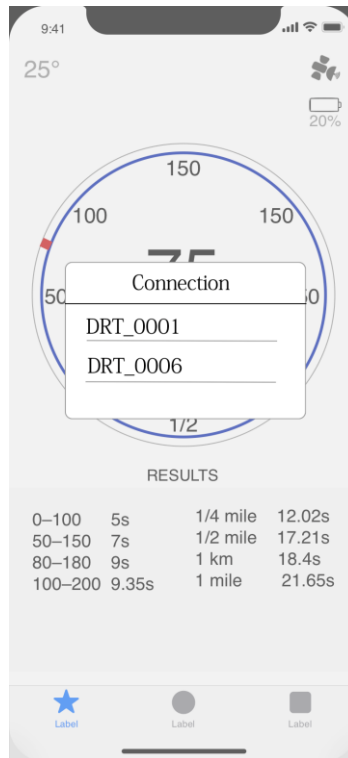 9:41
25°
20%
150
100 150
50 0
Connection
DRT_0001
DRT_0006
1/2
RESULTS
0–100 5s 1/4 mile 12.02s
50–150 7s 1/2 mile 17.21s
80–180 9s 1 km 18.4s
100–200 9.35s 1 mile 21.65s
Label Label Label